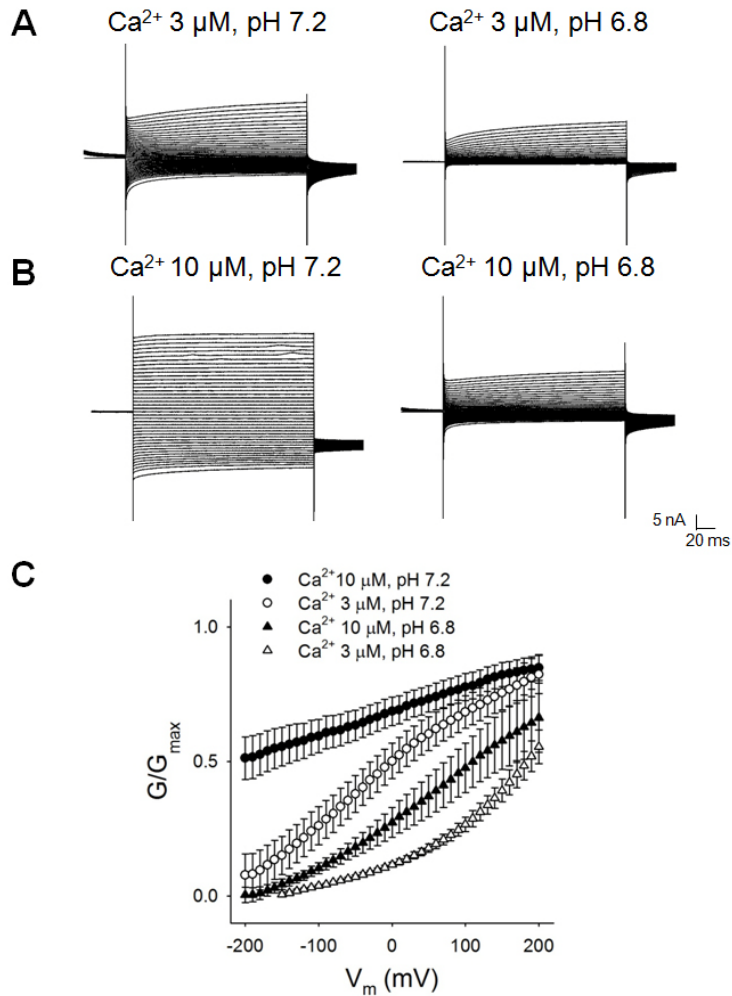 A
Ca²⁺ 3 µM, pH 7.2
Ca²⁺ 3 µM, pH 6.8
B
Ca²⁺ 10 µM, pH 7.2
Ca²⁺ 10 µM, pH 6.8
5 nA
20 ms
C
Ca²⁺ 10 µM, pH 7.2
Ca²⁺ 3 µM, pH 7.2
Ca²⁺ 10 µM, pH 6.8
Ca²⁺ 3 µM, pH 6.8
1.0
0.5
0.0
G/Gmax
-200 -100 0 100 200
Vm (mV)